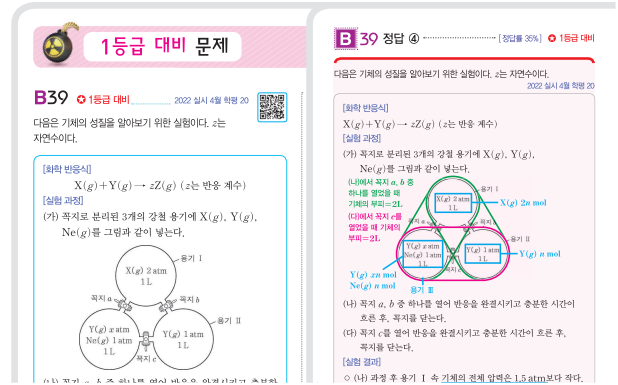 1등급 대비 문제
B39 1등급 대비 2022 실시 4월 학평 20
다음은 기체의 성질을 알아보기 위한 실험이다. z는
자연수이다.
[화학 반응식]
X(g)+Y(g)→ zZ(g) (z는 반응 계수)
[실험 과정]
(가) 꼭지로 분리된 3개의 강철 용기에 X(g), Y(g),
Ne(g)를 그림과 같이 넣는다.
용기 Ⅰ
X(g) 2 atm
1 L
꼭지 a
꼭지 b
용기 Ⅱ
Y(g) x atm
Ne(g) 1 atm
1 L
Y(g) 1 atm
1 L
꼭지 c
B 39 정답 ④ [정답률 35%] 1등급 대비
다음은 기체의 성질을 알아보기 위한 실험이다. z는 자연수이다.
2022 실시 4월 학평 20
[화학 반응식]
X(g)+Y(g)→ zZ(g) (z는 반응 계수)
[실험 과정]
(가) 꼭지로 분리된 3개의 강철 용기에 X(g), Y(g),
Ne(g)를 그림과 같이 넣는다.
(나)에서 꼭지 a, b 중
하나를 열었을 때
기체의 부피=2L
(다)에서 꼭지 c를
열었을 때 기체의
부피=2L
용기 Ⅰ
X(g) 2 atm
1 L
X(g) 2n mol
꼭지 a
용기 Ⅱ
Y(g) x atm
Ne(g) 1 atm
1 L
Y(g) 1 atm
1 L
Y(g) n mol
꼭지 c
Y(g) xn mol
Ne(g) n mol
용기 Ⅲ
(나) 꼭지 a, b 중 하나를 열어 반응을 완결시키고 충분한 시간이
흐른 후, 꼭지를 닫는다.
(다) 꼭지 c를 열어 반응을 완결시키고 충분한 시간이 흐른 후,
꼭지를 닫는다.
[실험 결과]
○ (나) 과정 후 용기 Ⅰ 속 기체의 전체 압력은 1.5 atm보다 작다.